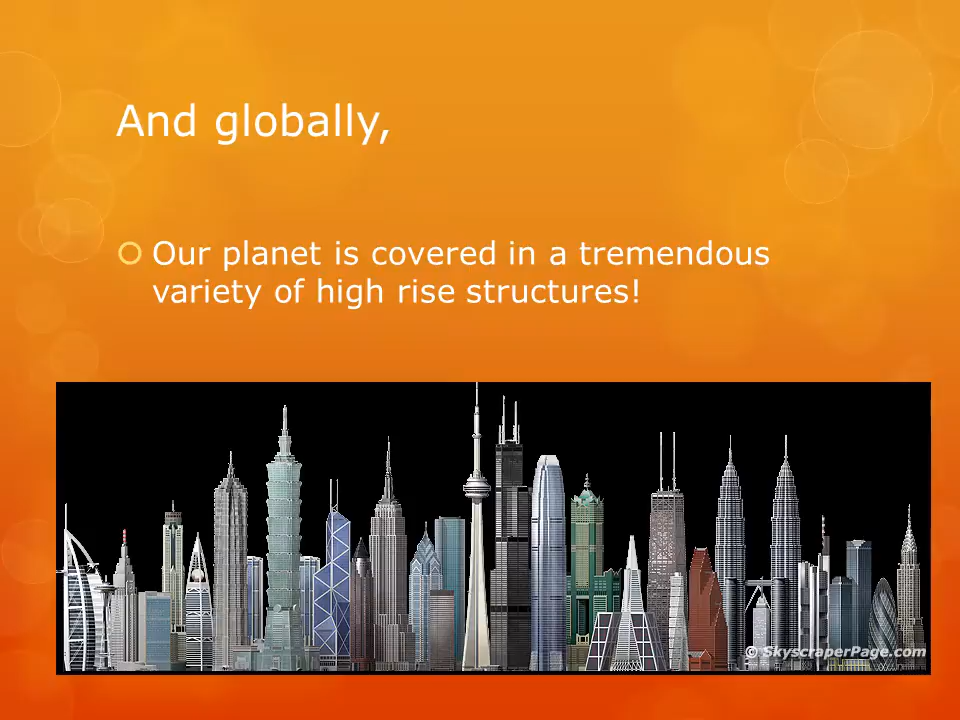 And globally,
Our planet is covered in a tremendous
variety of high rise structures!
© SkyscraperPage.com